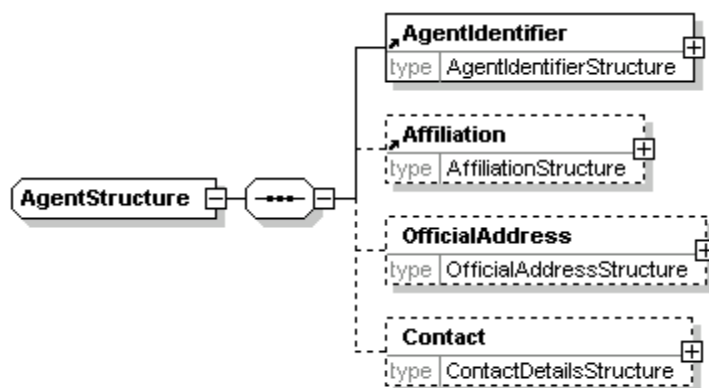 AgentIdentifier
type AgentIdentifierStructure
Affiliation
type AffiliationStructure
AgentStructure
OfficialAddress
type OfficialAddressStructure
Contact
type ContactDetailsStructure